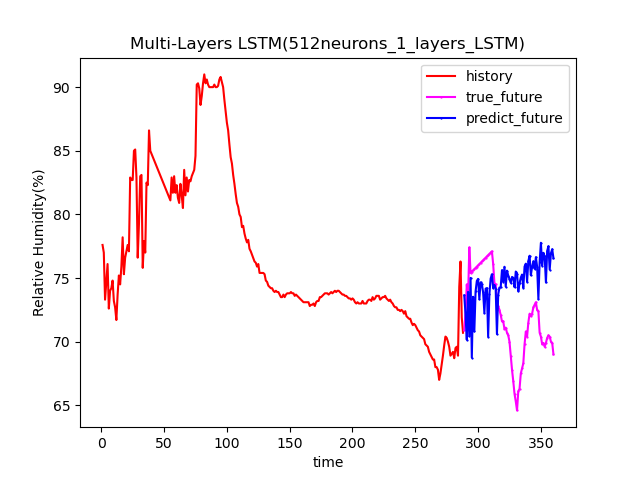 Multi-Layers LSTM(512neurons_1_layers_LSTM)
history
true_future
predict_future
Relative Humidity(%)
90
85
80
75
70
65
0 50 100 150 200 250 300 350
time